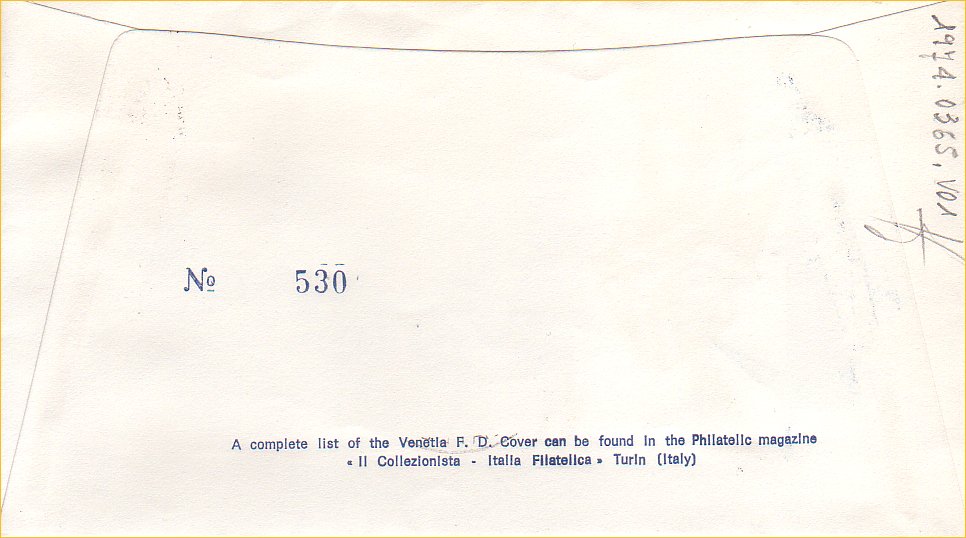 1974.0365.V01
№ 530
A complete list of the Venetia F. D. Cover can be found in the Philatelic magazine
« Il Collezionista - Italia Filatelica » Turin (Italy)